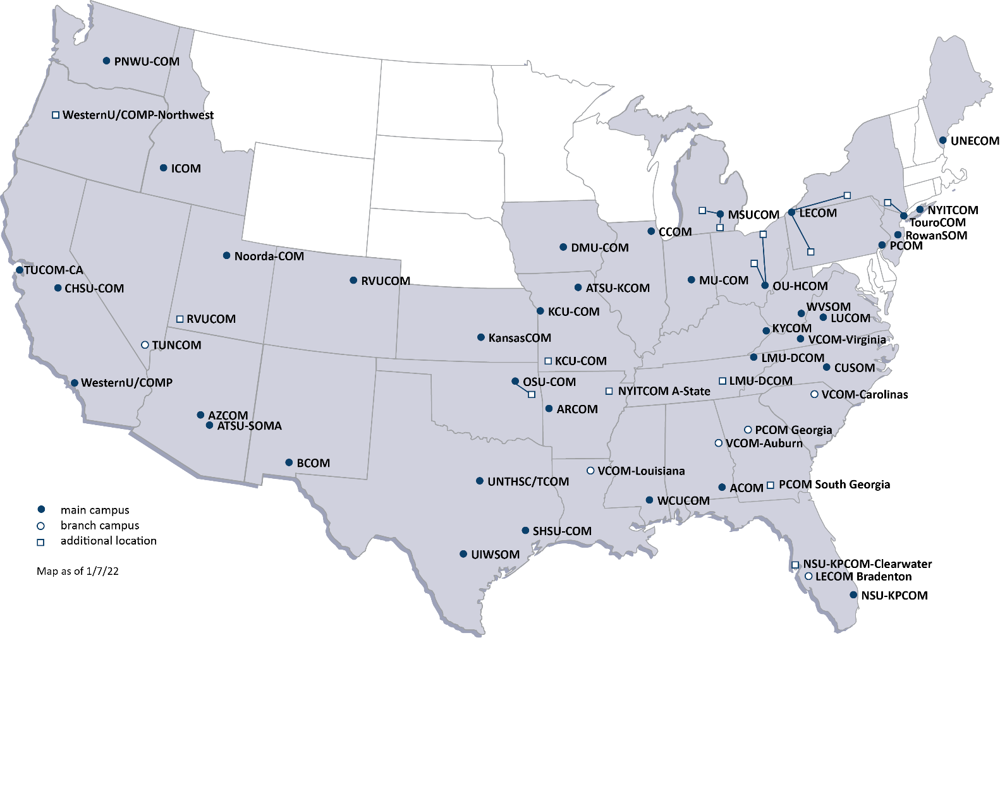 PNWU-COM
WesternU/COMP-Northwest
UNECOM
ICOM
NYITCOM
MSUCOM
LECOM
TouroCOM
CCOM
RowanSOM
DMU-COM
PCOM
Noorda-COM
TUCOM-CA
RVUCOM
MU-COM
OU-HCOM
CHSU-COM
ATSU-KCOM
WVSOM
KCU-COM
LUCOM
RVUCOM
KYCOM
KansasCOM
VCOM-Virginia
TUNCOM
LMU-DCOM
KCU-COM
CUSOM
WesternU/COMP
OSU-COM
LMU-DCOM
NYITCOM A-State
VCOM-Carolinas
ARCOM
AZCOM
ATSU-SOMA
PCOM Georgia
VCOM-Auburn
BCOM
VCOM-Louisiana
UNTHSC/TCOM
PCOM South Georgia
ACOM
WCUCOM
main campus
branch campus
SHSU-COM
additional location
UIWSOM
NSU-KPCOM-Clearwater
Map as of 1/7/22
LECOM Bradenton
NSU-KPCOM